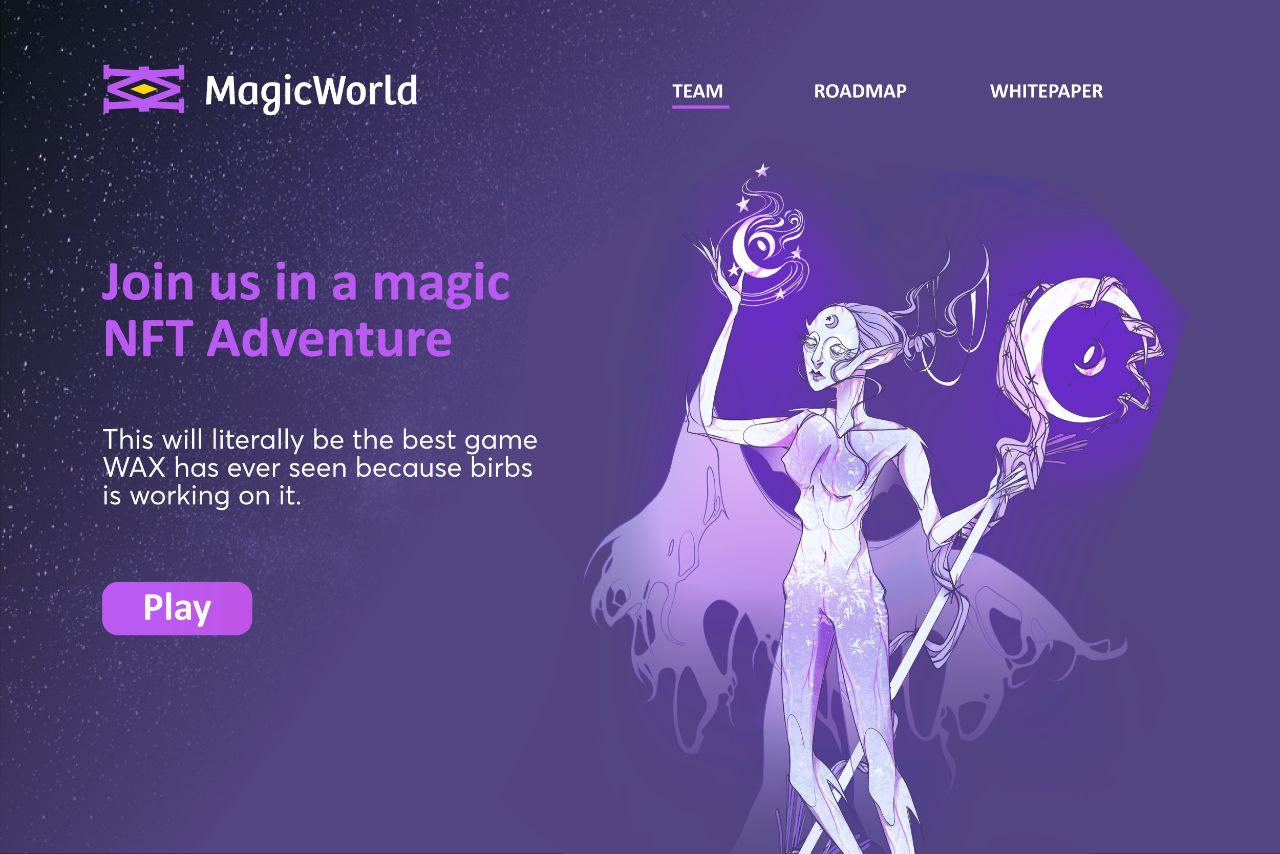 MagicWorld
TEAM
ROADMAP
WHITEPAPER
Join us in a magic
NFT Adventure
This will literally be the best game
WAX has ever seen because birbs
is working on it.
Play